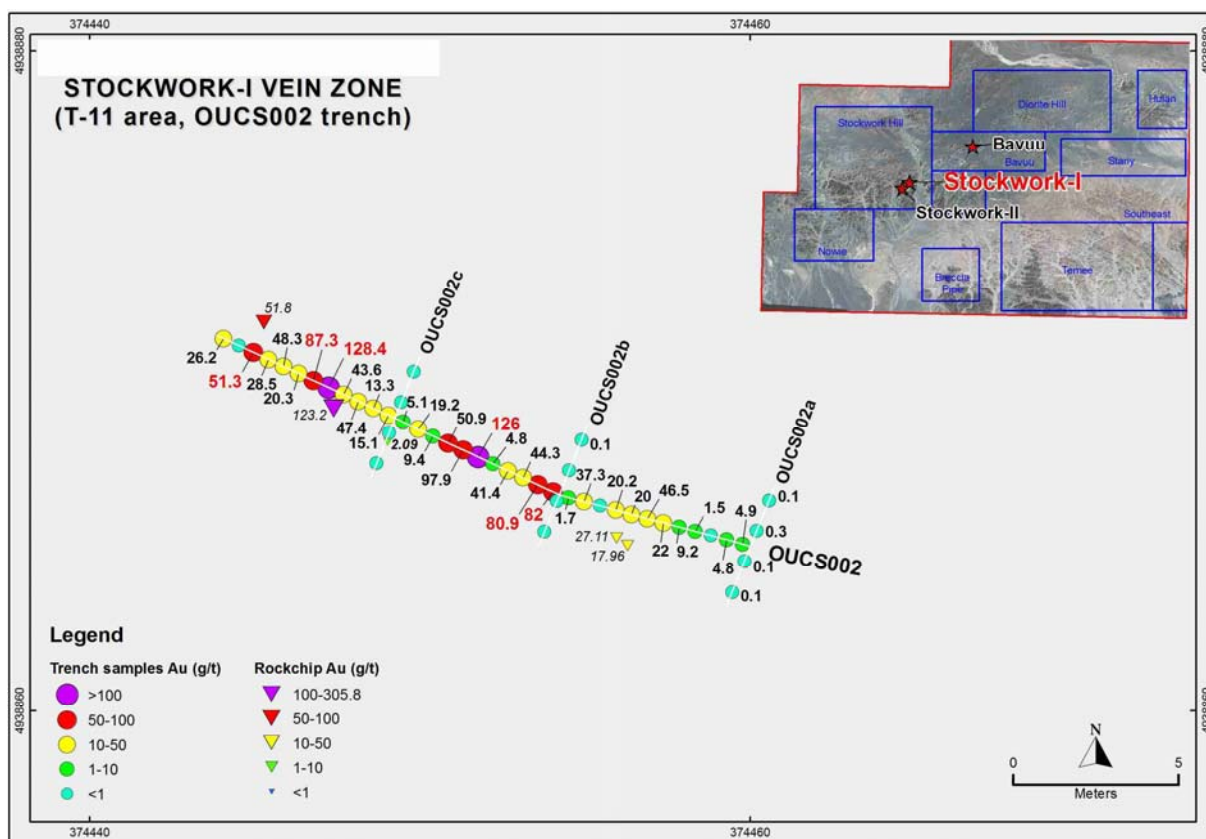 374440
374460
4938880
4938880
STOCKWORK-I VEIN ZONE
(T-11 area, OUCS002 trench)
Diorite Hill
Hutan
Stockwork Hill
Bavuu
Bavuu
Starry
Stockwork-I
Stockwork-II
Southeast
Nowie
Breccia
Pipe
Temee
OUCS002c
OUCS002b
OUCS002a
OUCS002
51.8
26.2
48.3
87.3
128.4
51.3
28.5
20.3
43.6
123.2
13.3
47.4
5.1
15.1
19.2
2.09
9.4
50.9
126
97.9
4.8
41.4
44.3
0.1
80.9
82
37.3
1.7
20.2
20
46.5
27.11
17.96
22
9.2
1.5
4.9
4.8
0.1
0.3
0.1
0.1
Legend
Trench samples Au (g/t)
>100
50-100
10-50
1-10
<1
Rockchip Au (g/t)
100-305.8
50-100
10-50
1-10
<1
N
0
5
Meters
4938860
4938860
374440
374460